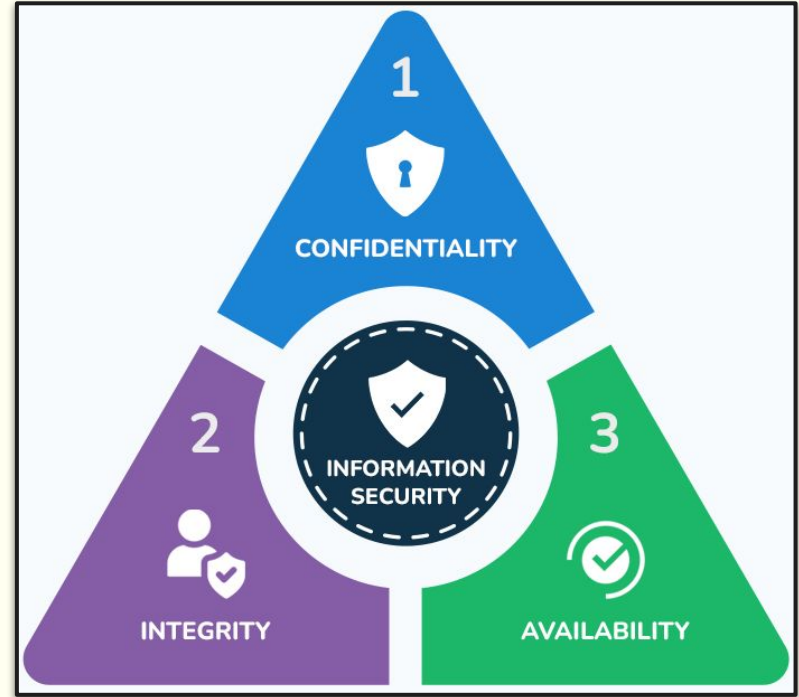 1
CONFIDENTIALITY
INFORMATION
SECURITY
2
INTEGRITY
3
AVAILABILITY